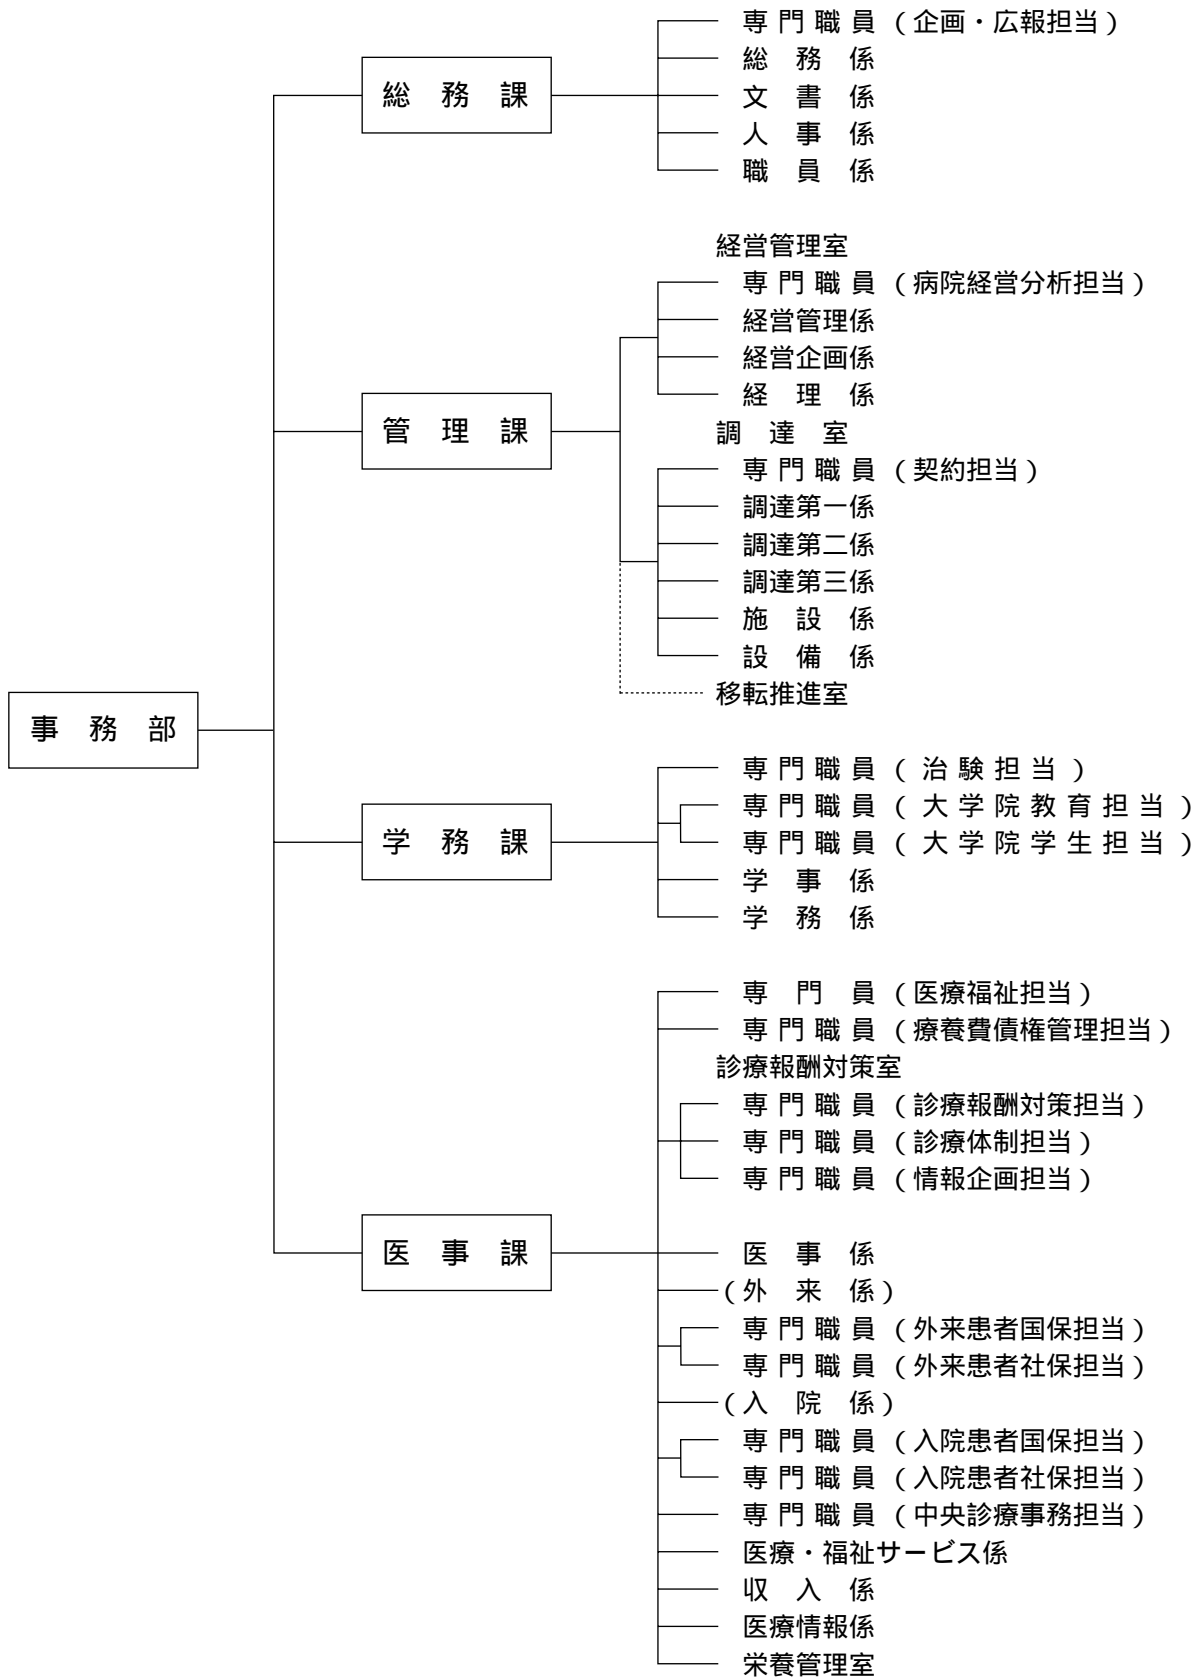 専門職員(企画・広報担当)
総務係
総務課
文書係
人事係
職員係
経営管理室
専門職員(病院経営分析担当)
経営管理係
経営企画係
経理係
管理課
調達室
専門職員(契約担当)
調達第一係
調達第二係
調達第三係
施設係
設備係
移転推進室
事務部
専門職員(治験担当)
専門職員(大学院教育担当)
学務課
専門職員(大学院学生担当)
学事係
学務係
専門員(医療福祉担当)
専門職員(療養費債権管理担当)
診療報酬対策室
専門職員(診療報酬対策担当)
専門職員(診療体制担当)
専門職員(情報企画担当)
医事課
医事係
(外来係)
専門職員(外来患者国保担当)
専門職員(外来患者社保担当)
(入院係)
専門職員(入院患者国保担当)
専門職員(入院患者社保担当)
専門職員(中央診療事務担当)
医療・福祉サービス係
収入係
医療情報係
栄養管理室